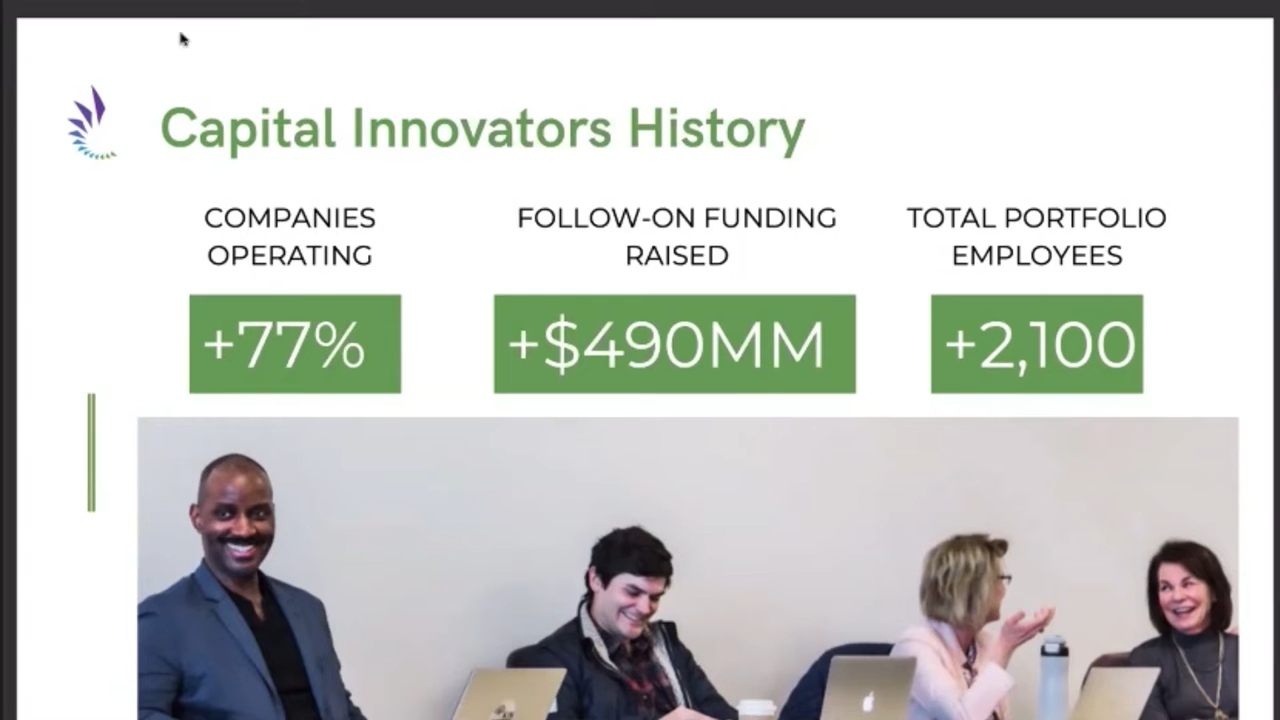 Capital Innovators History
COMPANIES
OPERATING
FOLLOW-ON FUNDING
RAISED
TOTAL PORTFOLIO
EMPLOYEES
+77%
+$490MM
+2,100